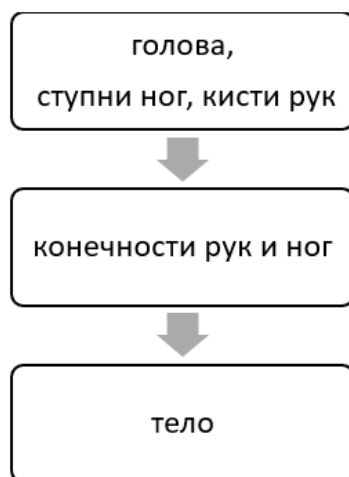 голова,
ступни ног, кисти рук
конечности рук и ног
тело